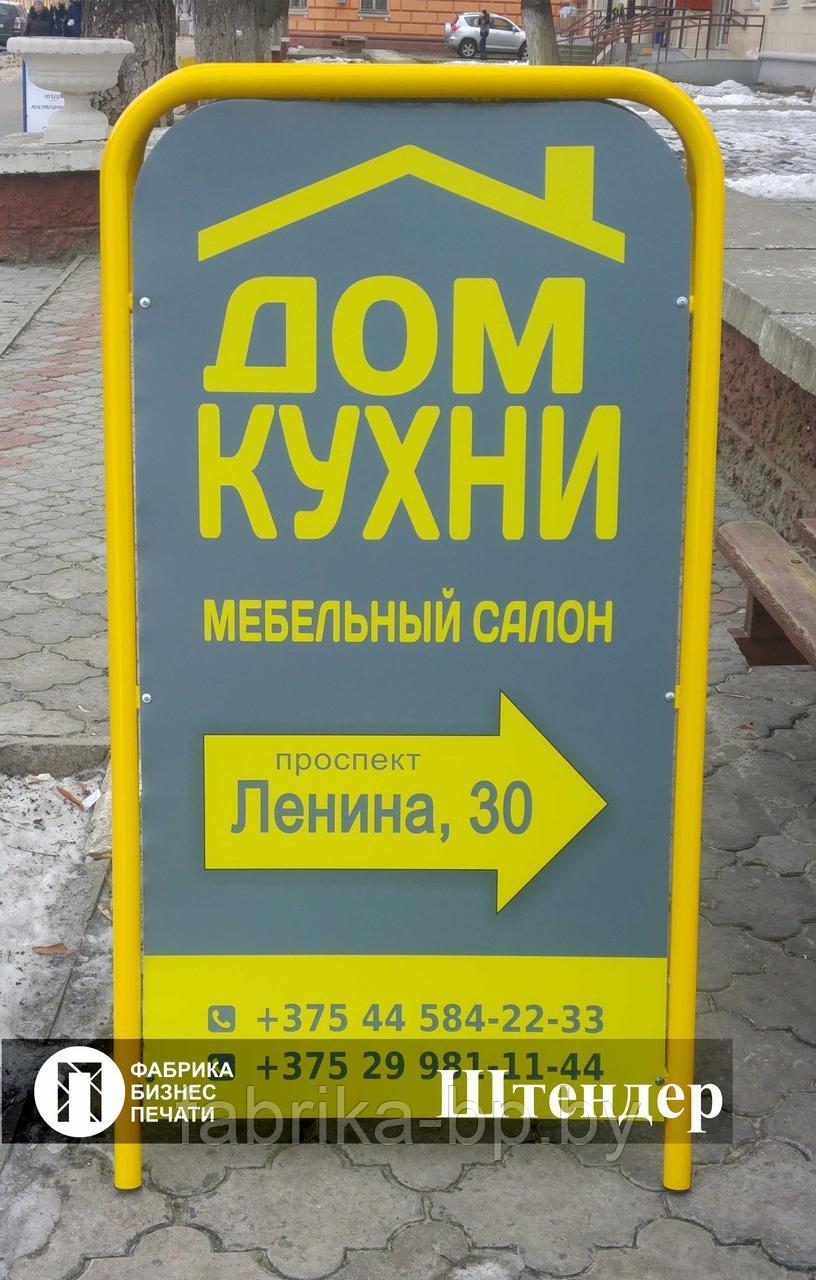 ДОМ
КУХНИ
МЕБЕЛЬНЫЙ САЛОН
проспект
Ленина, 30
+375 44 584-22-33
+375 29 981-11-44
ФАБРИКА
БИЗНЕС
ПЕЧАТИ
Штендер
fabrika-bp.by